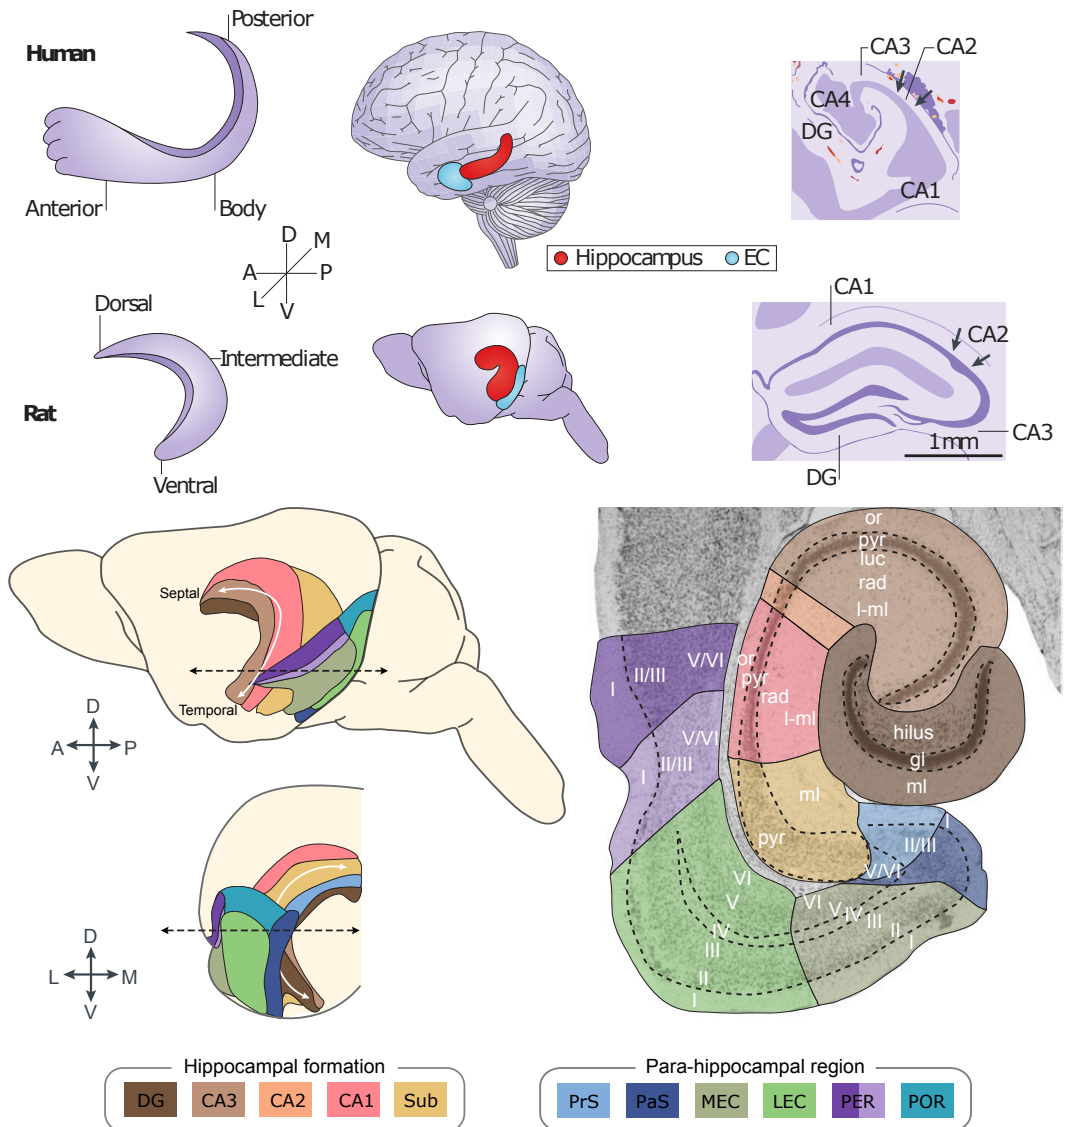 Posterior
Human
Anterior
Body
CA3
CA2
CA4
DG
CA1
D
M
A
P
L
V
Hippocampus
EC
Dorsal
Intermediate
Rat
Ventral
CA1
CA2
CA3
1 mm
DG
Septal
Temporal
D
A
P
V
D
L
M
V
or
pyr
luc
rad
l-ml
hilus
gl
ml
or
pyr
rad
l-ml
ml
pyr
I
II/III
V/VI
I
II/III
V/VI
I
II/III
V/VI
VI
V
IV
III
II
I
VI
V
IV
III
II
I
Hippocampal formation
DG
CA3
CA2
CA1
Sub
Para-hippocampal region
PrS
PaS
MEC
LEC
PER
POR